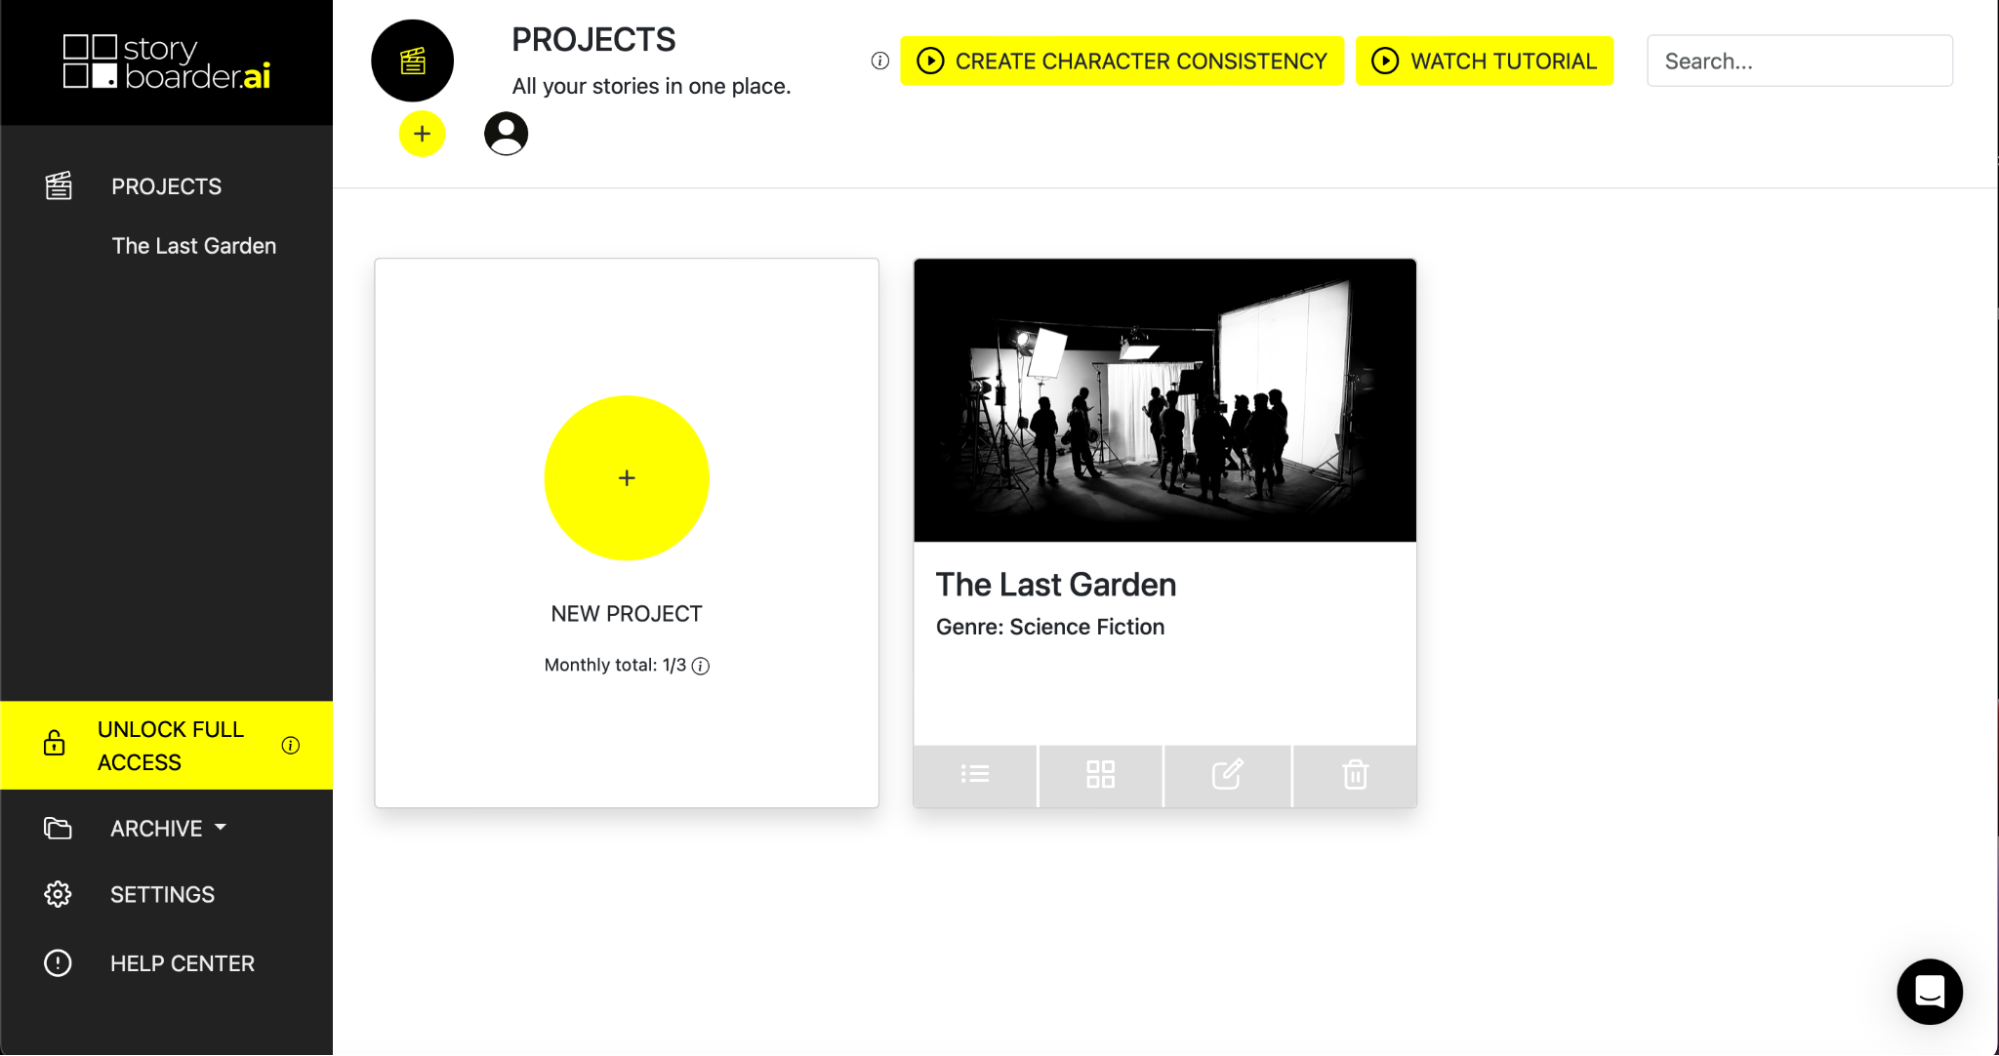 story
boarder.ai
PROJECTS
The Last Garden
UNLOCK FULL
ACCESS
ARCHIVE
SETTINGS
HELP CENTER
PROJECTS
All your stories in one place.
CREATE CHARACTER CONSISTENCY
WATCH TUTORIAL
Search...
NEW PROJECT
Monthly total: 1/3
The Last Garden
Genre: Science Fiction